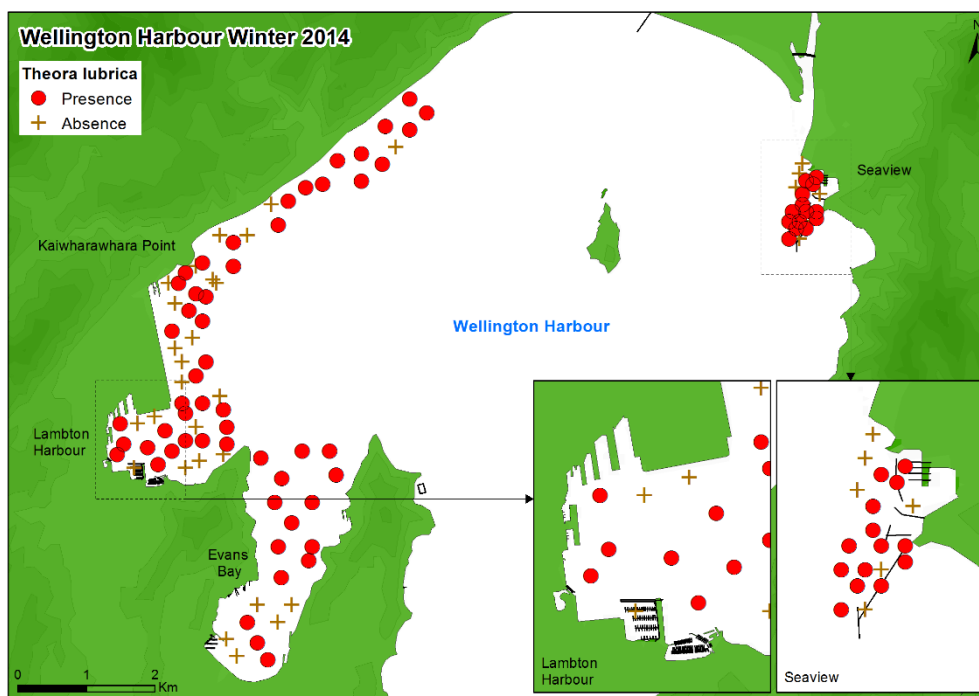 Wellington Harbour Winter 2014
Theora lubrica
Presence
Absence
N
Seaview
Kaiwharawhara Point
Wellington Harbour
Lambton
Harbour
Evans
Bay
0 1 2
Km
Lambton
Harbour
Seaview